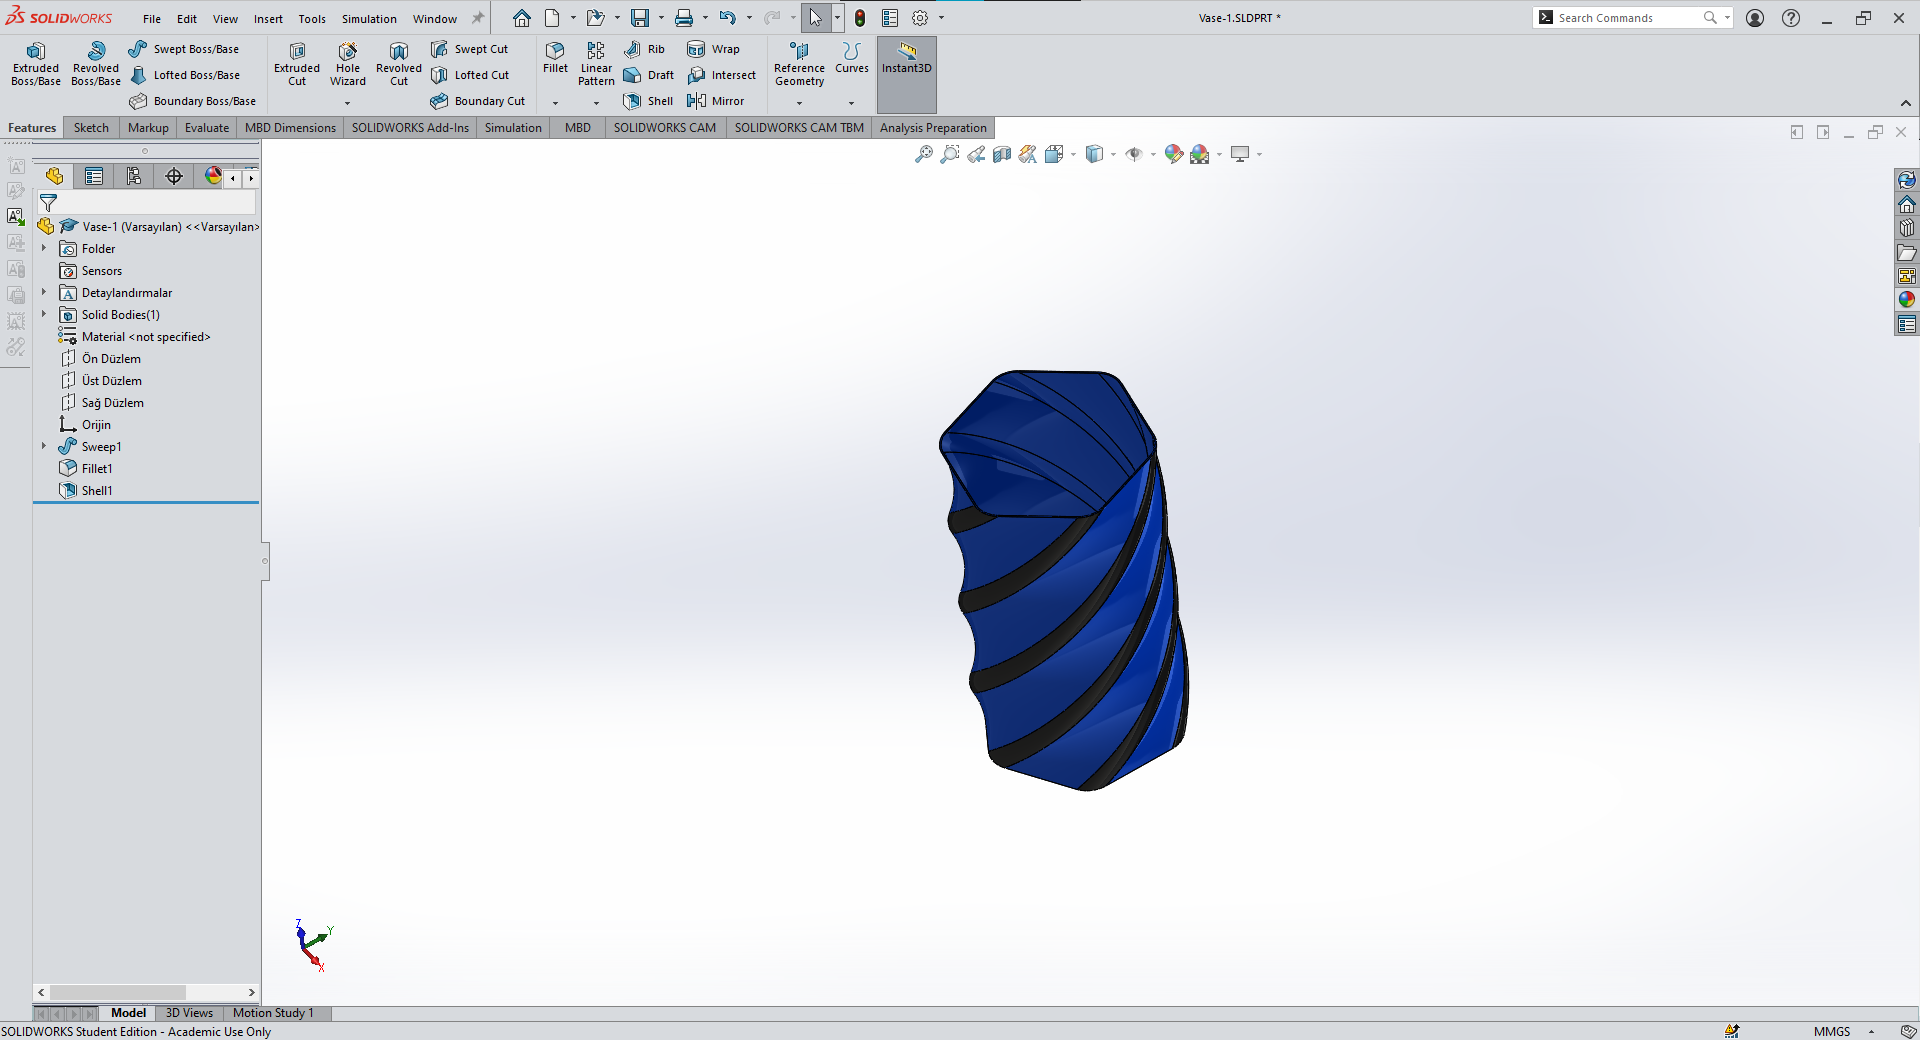 SOLIDWORKS File Edit View Insert Tools Simulation Window Vase-1.SLDPRT * Search Commands
Extruded Boss/Base Revolved Boss/Base Swept Boss/Base Lofted Boss/Base Boundary Boss/Base
Extruded Cut Hole Wizard Revolved Cut Swept Cut Lofted Cut Boundary Cut
Fillet Linear Pattern Rib Draft Shell Wrap Intersect Mirror
Reference Geometry Curves Instant3D
Features Sketch Markup Evaluate MBD Dimensions SOLIDWORKS Add-Ins Simulation MBD SOLIDWORKS CAM SOLIDWORKS CAM TBM Analysis Preparation
Vase-1 (Varsayılan) <<Varsayılan>
Folder
Sensors
Detaylandırmalar
Solid Bodies(1)
Material <not specified>
Ön Düzlem
Üst Düzlem
Sağ Düzlem
Orijin
Sweep1
Fillet1
Shell1
Z
Y
X
Model 3D Views Motion Study 1
SOLIDWORKS Student Edition - Academic Use Only MMGS